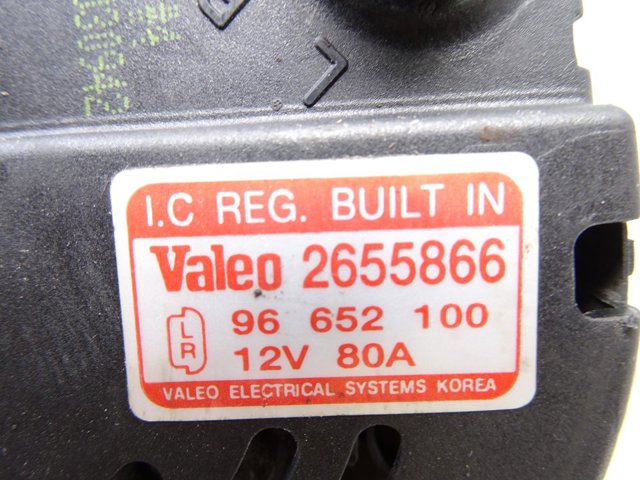 I.C REG. BUILT IN
Valeo 2655866
LR 96 652 100
12V 80A
VALEO ELECTRICAL SYSTEMS KOREA